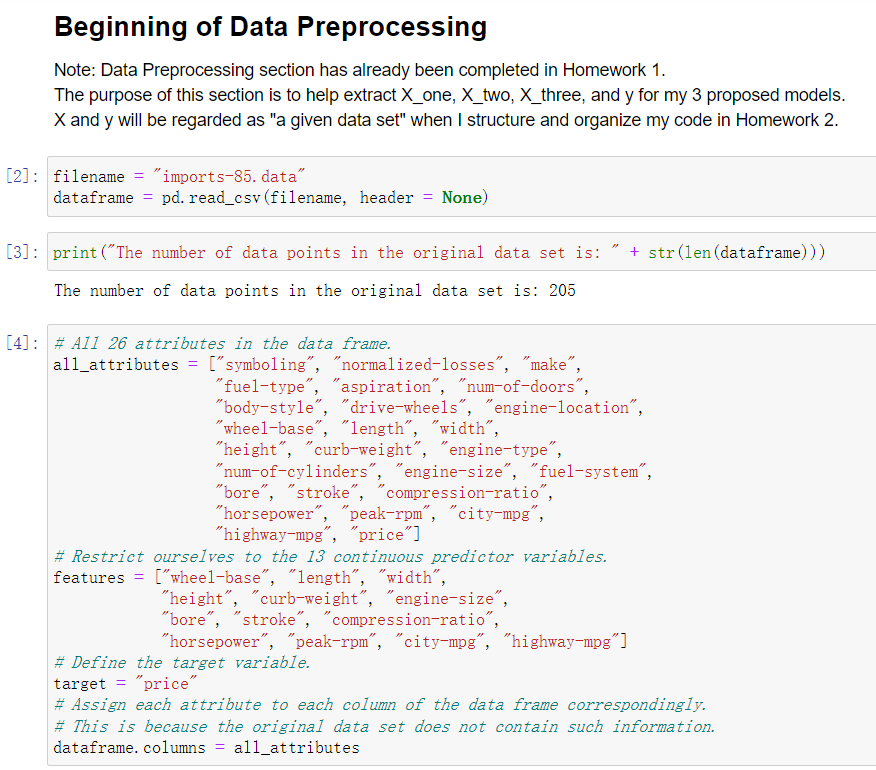 Beginning of Data Preprocessing
Note: Data Preprocessing section has already been completed in Homework 1.
The purpose of this section is to help extract X_one, X_two, X_three, and y for my 3 proposed models.
X and y will be regarded as "a given data set" when I structure and organize my code in Homework 2.
[2]: filename = "imports-85.data"
dataframe = pd.read_csv(filename, header = None)
[3]: print("The number of data points in the original data set is: " + str(len(dataframe)))
The number of data points in the original data set is: 205
[4]: # All 26 attributes in the data frame.
all_attributes = ["symboling", "normalized-losses", "make",
"fuel-type", "aspiration", "num-of-doors",
"body-style", "drive-wheels", "engine-location",
"wheel-base", "length", "width",
"height", "curb-weight", "engine-type",
"num-of-cylinders", "engine-size", "fuel-system",
"bore", "stroke", "compression-ratio",
"horsepower", "peak-rpm", "city-mpg",
"highway-mpg", "price"]
# Restrict ourselves to the 13 continuous predictor variables.
features = ["wheel-base", "length", "width",
"height", "curb-weight", "engine-size",
"bore", "stroke", "compression-ratio",
"horsepower", "peak-rpm", "city-mpg", "highway-mpg"]
# Define the target variable.
target = "price"
# Assign each attribute to each column of the data frame correspondingly.
# This is because the original data set does not contain such information.
dataframe.columns = all_attributes